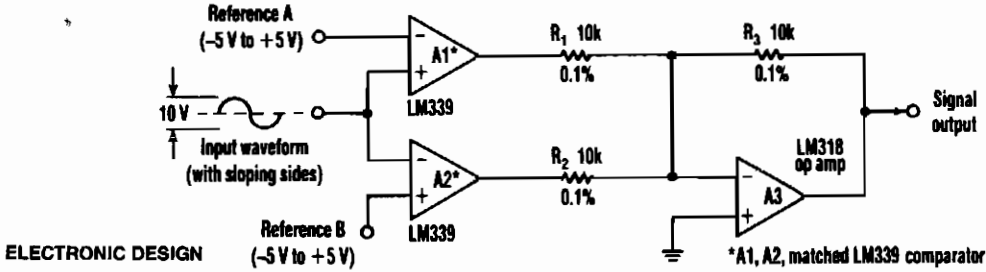 Reference A
(–5 V to +5 V)
–
A1*
+
LM339
R1 10k
0.1%
R3 10k
0.1%
10 V
Input waveform
(with sloping sides)
Signal
output
LM318
op amp
–
A2*
+
LM339
R2 10k
0.1%
–
A3
+
Reference B
(–5 V to +5 V)
ELECTRONIC DESIGN
*A1, A2, matched LM339 comparator